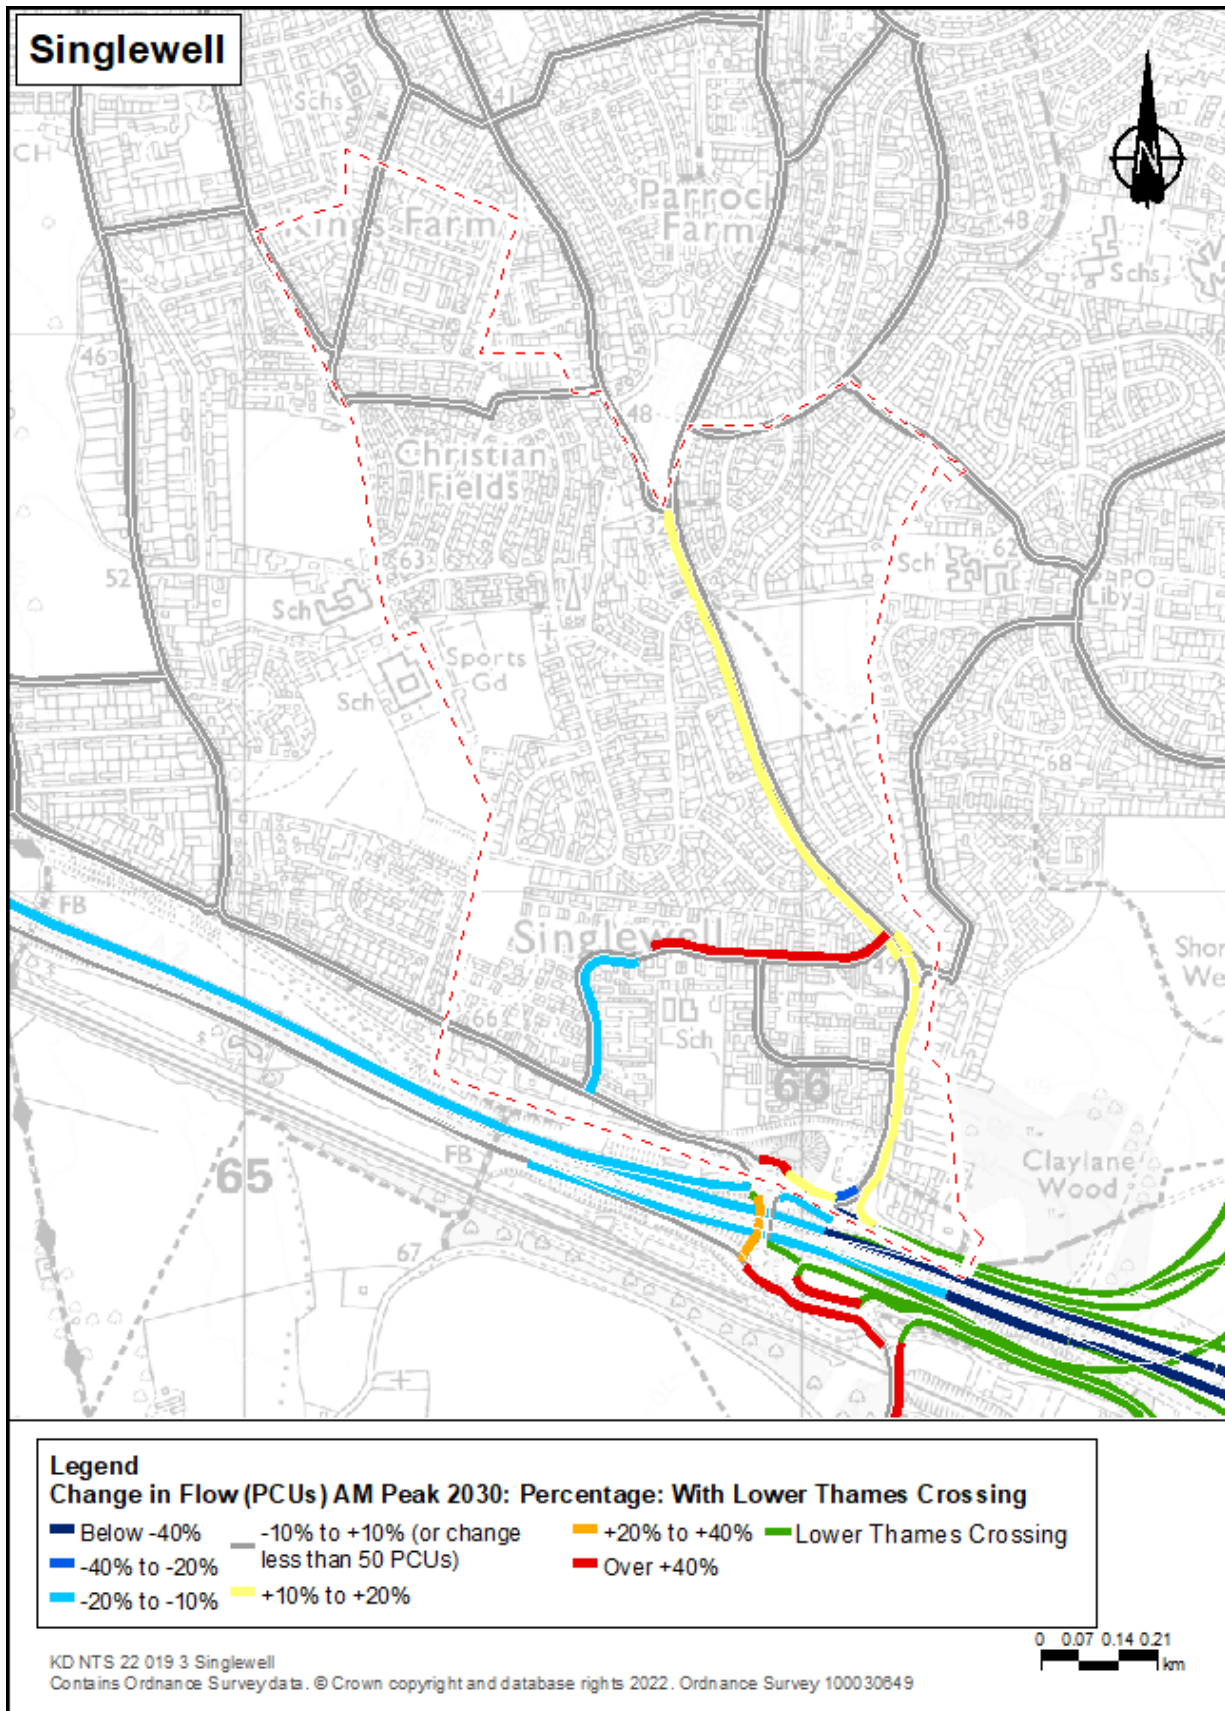 Singlewell
Schs
41
CH
Kings Farm
Parrock
Farm
48
Schs
46
48
Christian
Fields
32
52
63
Sch
Sch
62
PO
Liby
Sports
Gd
Sch
68
FB
Singlewell
49
Shor
We
66
Sch
66
FB
65
Claylane
Wood
67
Legend
Change in Flow (PCUs) AM Peak 2030: Percentage: With Lower Thames Crossing
Below -40%
-40% to -20%
-20% to -10%
-10% to +10% (or change
less than 50 PCUs)
+10% to +20%
+20% to +40%
Over +40%
Lower Thames Crossing
0 0.07 0.14 0.21
km
KD NTS 22 019 3 Singlewell
Contains Ordnance Survey data. © Crown copyright and database rights 2022. Ordnance Survey 100030649